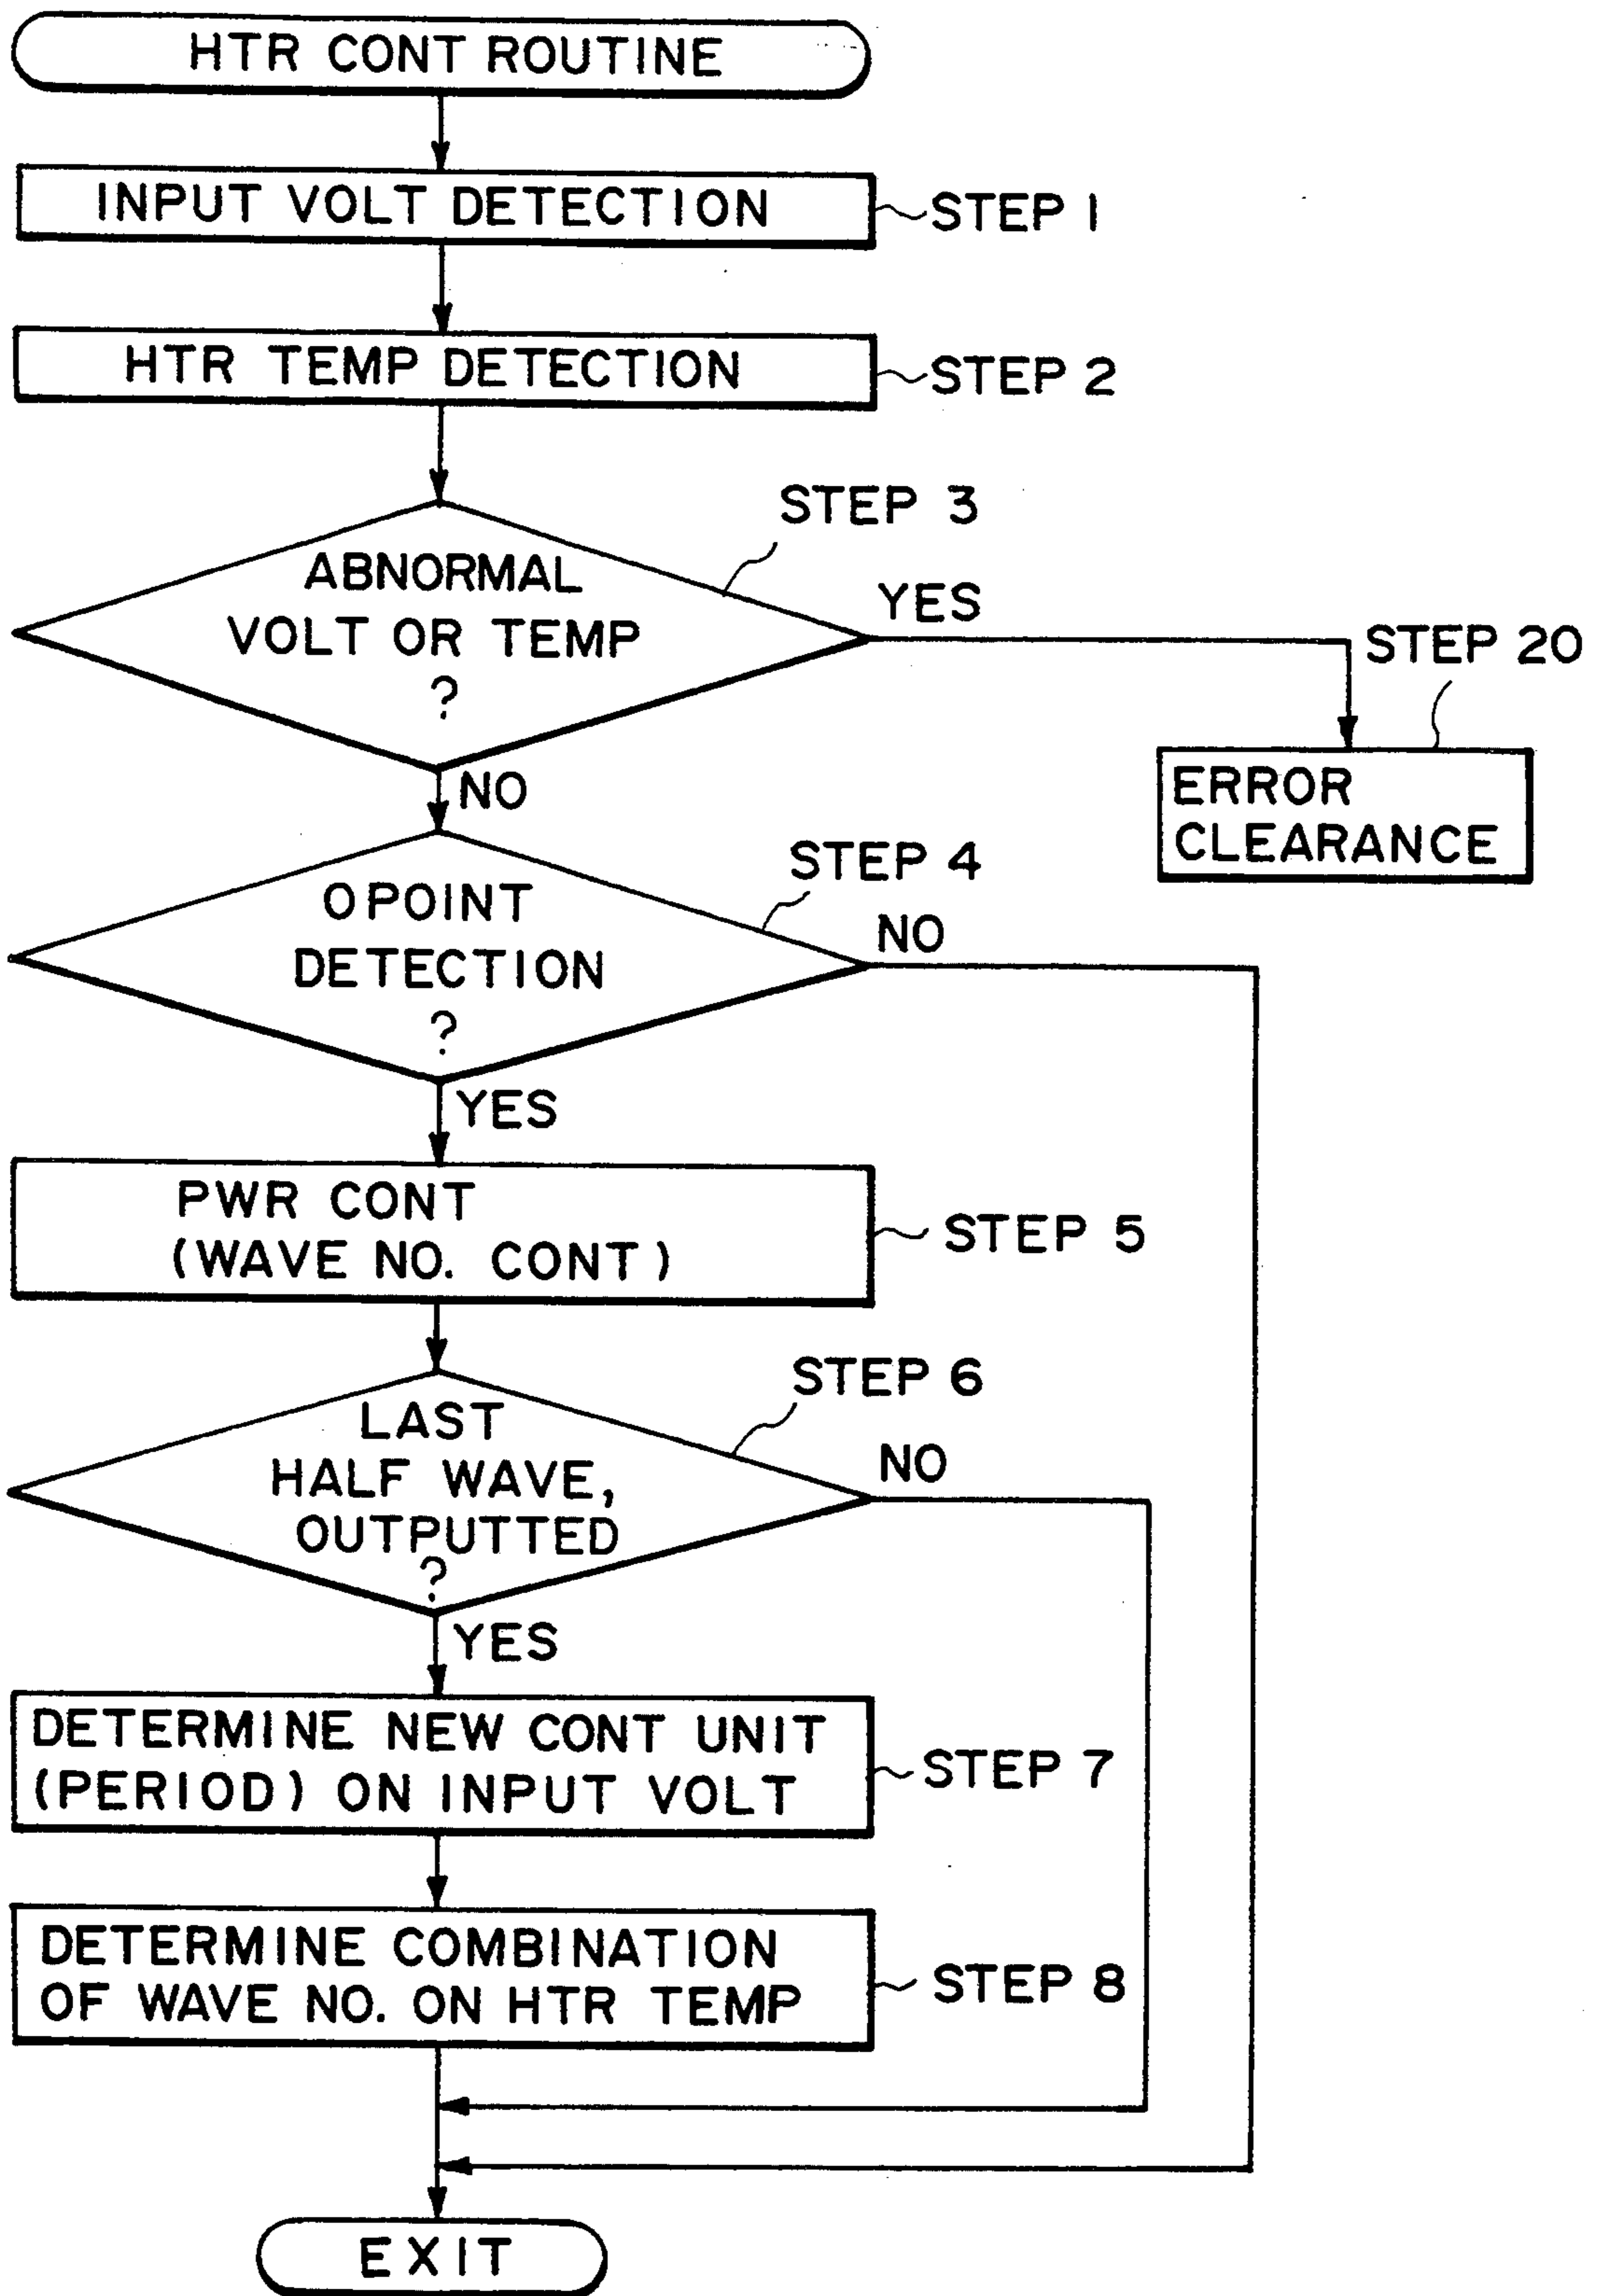 HTR CONT ROUTINE
INPUT VOLT DETECTION
STEP 1
HTR TEMP DETECTION
STEP 2
STEP 3
ABNORMAL
VOLT OR TEMP
?
YES
STEP 20
NO
ERROR
CLEARANCE
STEP 4
OPOINT
DETECTION
?
NO
YES
PWR CONT
(WAVE NO. CONT)
STEP 5
STEP 6
LAST
HALF WAVE,
OUTPUTTED
?
NO
YES
DETERMINE NEW CONT UNIT
(PERIOD) ON INPUT VOLT
STEP 7
DETERMINE COMBINATION
OF WAVE NO. ON HTR TEMP
STEP 8
EXIT